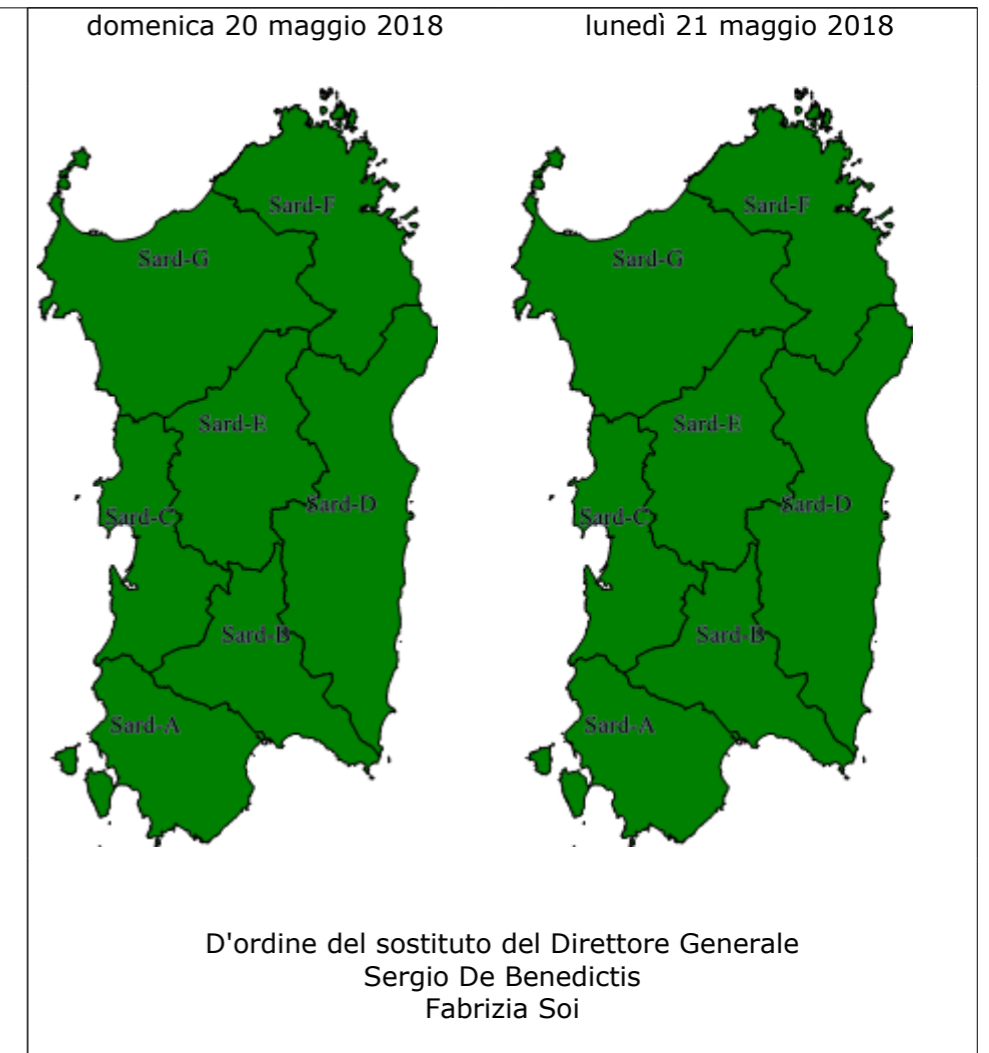 domenica 20 maggio 2018
lunedì 21 maggio 2018
Sard-F
Sard-G
Sard-E
Sard-D
Sard-C
Sard-B
Sard-A
Sard-F
Sard-G
Sard-E
Sard-D
Sard-C
Sard-B
Sard-A
D'ordine del sostituto del Direttore Generale
Sergio De Benedictis
Fabrizia Soi